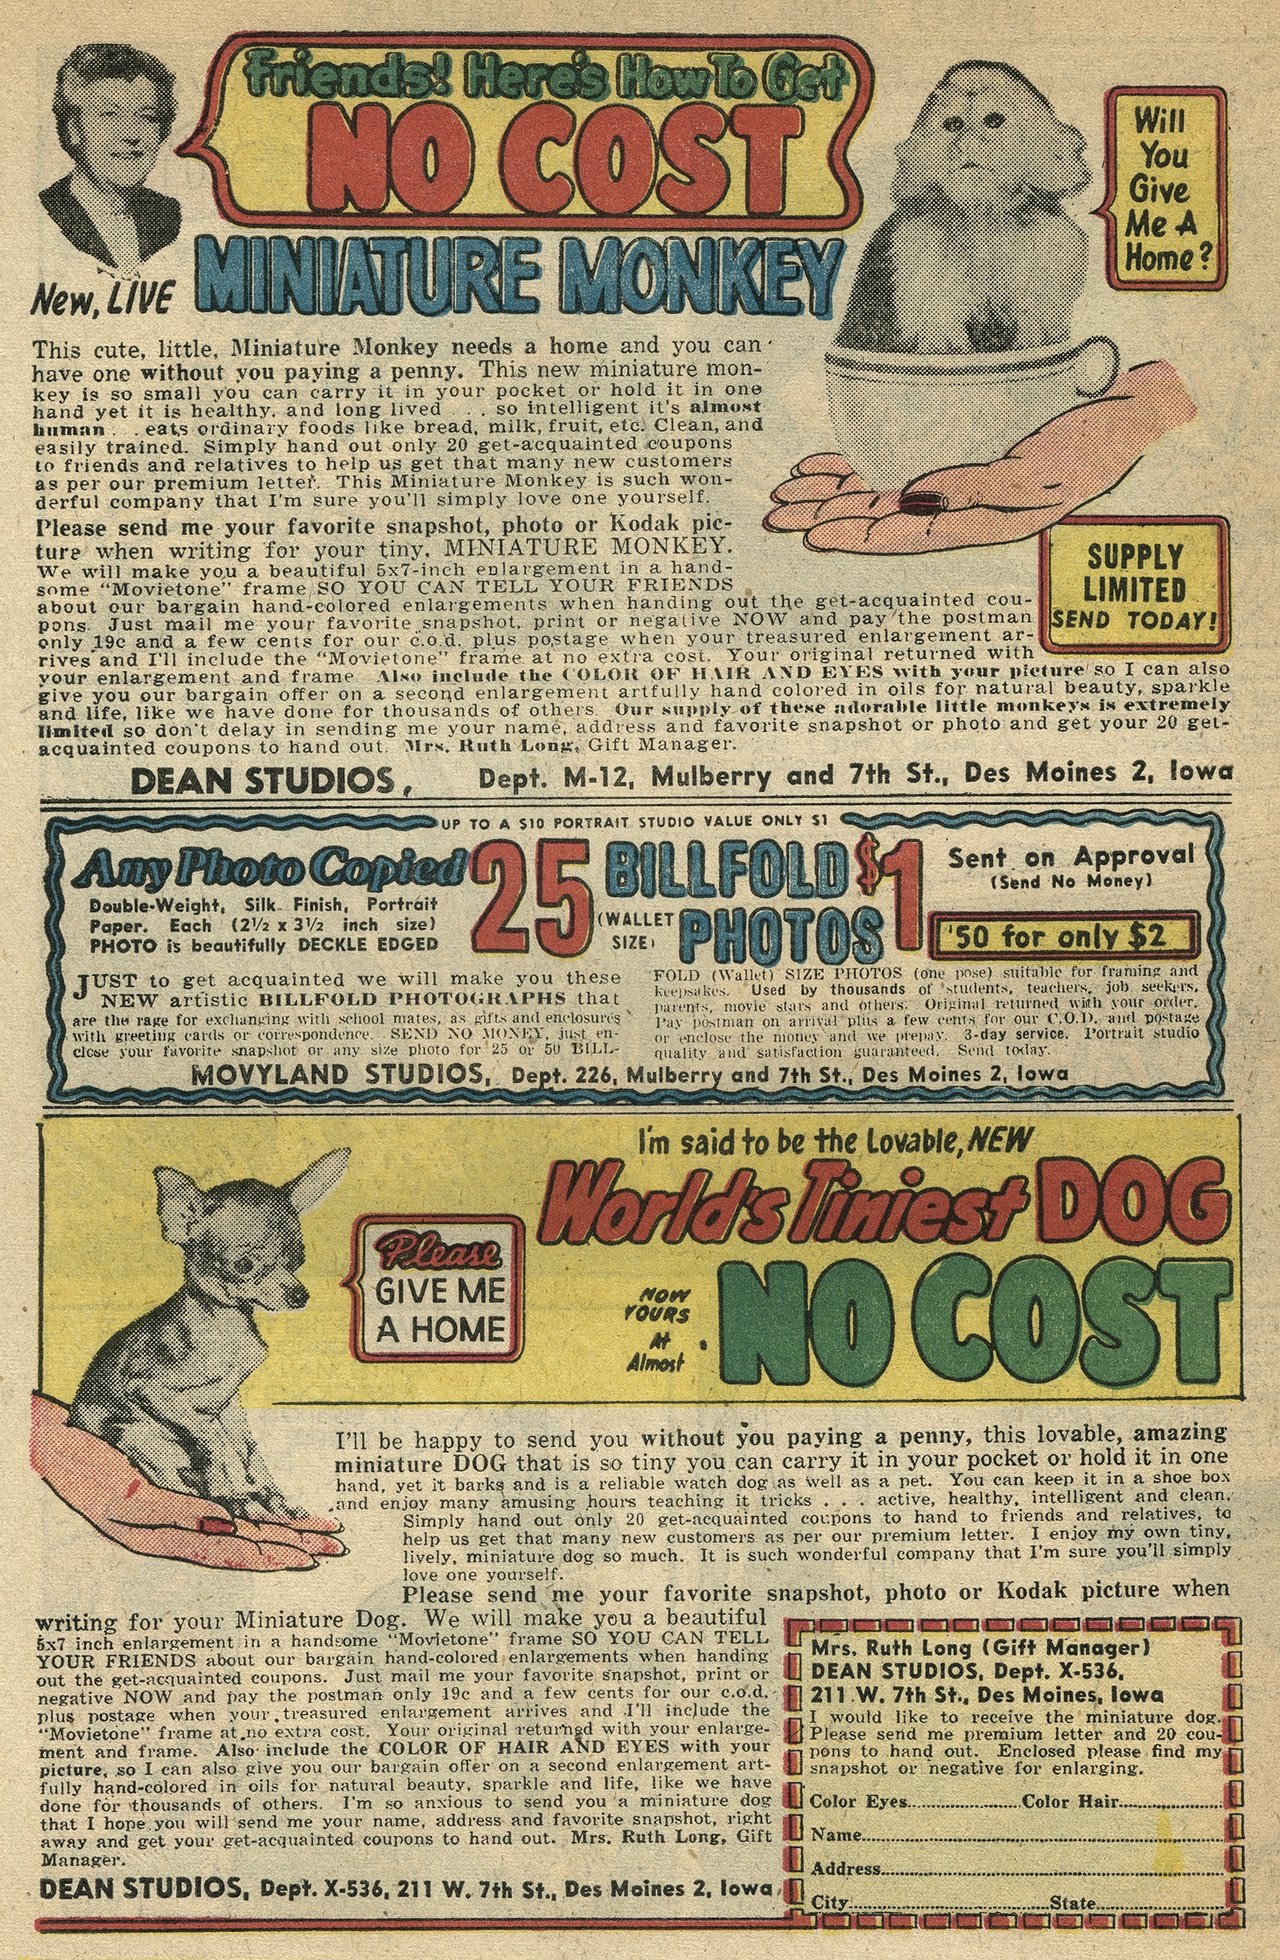 Friends! Here's How To Get
NO COST
New, LIVE MINIATURE MONKEY
Will
You
Give
Me A
Home?
This cute, little, Miniature Monkey needs a home and you can
have one without you paying a penny. This new miniature mon-
key is so small you can carry it in your pocket or hold it in one
hand yet it is healthy, and long lived . . . so intelligent it's almost
human . . eats ordinary foods like bread, milk, fruit, etc. Clean, and
easily trained. Simply hand out only 20 get-acquainted coupons
to friends and relatives to help us get that many new customers
as per our premium letter. This Miniature Monkey is such won-
derful company that I'm sure you'll simply love one yourself.
Please send me your favorite snapshot, photo or Kodak pic-
ture when writing for your tiny, MINIATURE MONKEY.
We will make you a beautiful 5x7-inch enlargement in a hand-
some "Movietone" frame SO YOU CAN TELL YOUR FRIENDS
about our bargain hand-colored enlargements when handing out the get-acquainted cou-
pons. Just mail me your favorite snapshot, print or negative NOW and pay the postman
only 19c and a few cents for our c.o.d. plus postage when your treasured enlargement ar-
rives and I'll include the "Movietone" frame at no extra cost. Your original returned with
your enlargement and frame. Also include the COLOR OF HAIR AND EYES with your picture so I can also
give you our bargain offer on a second enlargement artfully hand colored in oils for natural beauty, sparkle
and life, like we have done for thousands of others. Our supply of these adorable little monkeys is extremely
limited so don't delay in sending me your name, address and favorite snapshot or photo and get your 20 get-
acquainted coupons to hand out. Mrs. Ruth Long, Gift Manager.
SUPPLY
LIMITED
SEND TODAY!
DEAN STUDIOS, Dept. M-12, Mulberry and 7th St., Des Moines 2, Iowa
UP TO A $10 PORTRAIT STUDIO VALUE ONLY $1
Any Photo Copied
Double-Weight, Silk Finish, Portrait
Paper. Each (2½ x 3½ inch size)
PHOTO is beautifully DECKLE EDGED
25 BILLFOLD $1
(WALLET
SIZE) PHOTOS
Sent on Approval
(Send No Money)
50 for only $2
JUST to get acquainted we will make you these
NEW artistic BILLFOLD PHOTOGRAPHS that
are the rage for exchanging with school mates, as gifts and enclosures
with greeting cards or correspondence. SEND NO MONEY, just en-
close your favorite snapshot or any size photo for 25 or 50 BILL-
FOLD (Wallet) SIZE PHOTOS (one pose) suitable for framing and
keepsakes. Used by thousands of students, teachers, job seekers,
parents, movie stars and others. Original returned with your order.
Pay postman on arrival plus a few cents for our C.O.D. and postage
or enclose the money and we prepay. 3-day service. Portrait studio
quality and satisfaction guaranteed. Send today.
MOVYLAND STUDIOS, Dept. 226, Mulberry and 7th St., Des Moines 2, Iowa
I'm said to be the Lovable, NEW
World's Tiniest DOG
Please
GIVE ME
A HOME
NOW
YOURS
At
Almost
NO COST
I'll be happy to send you without you paying a penny, this lovable, amazing
miniature DOG that is so tiny you can carry it in your pocket or hold it in one
hand, yet it barks and is a reliable watch dog as well as a pet. You can keep it in a shoe box
and enjoy many amusing hours teaching it tricks . . . active, healthy, intelligent and clean.
Simply hand out only 20 get-acquainted coupons to hand to friends and relatives, to
help us get that many new customers as per our premium letter. I enjoy my own tiny,
lively, miniature dog so much. It is such wonderful company that I'm sure you'll simply
love one yourself.
Please send me your favorite snapshot, photo or Kodak picture when
writing for your Miniature Dog. We will make you a beautiful
5x7 inch enlargement in a handsome "Movietone" frame SO YOU CAN TELL
YOUR FRIENDS about our bargain hand-colored enlargements when handing
out the get-acquainted coupons. Just mail me your favorite snapshot, print or
negative NOW and pay the postman only 19c and a few cents for our c.o.d.
plus postage when your treasured enlargement arrives and I'll include the
"Movietone" frame at no extra cost. Your original returned with your enlarge-
ment and frame. Also include the COLOR OF HAIR AND EYES with your
picture, so I can also give you our bargain offer on a second enlargement art-
fully hand-colored in oils for natural beauty, sparkle and life, like we have
done for thousands of others. I'm so anxious to send you a miniature dog
that I hope you will send me your name, address and favorite snapshot, right
away and get your get-acquainted coupons to hand out. Mrs. Ruth Long, Gift
Manager.
DEAN STUDIOS, Dept. X-536, 211 W. 7th St., Des Moines 2, Iowa
Mrs. Ruth Long (Gift Manager)
DEAN STUDIOS, Dept. X-536,
211 W. 7th St., Des Moines, Iowa
I would like to receive the miniature dog.
Please send me premium letter and 20 cou-
pons to hand out. Enclosed please find my
snapshot or negative for enlarging.
Color Eyes..........Color Hair..........
Name..........
Address..........
City..........State..........